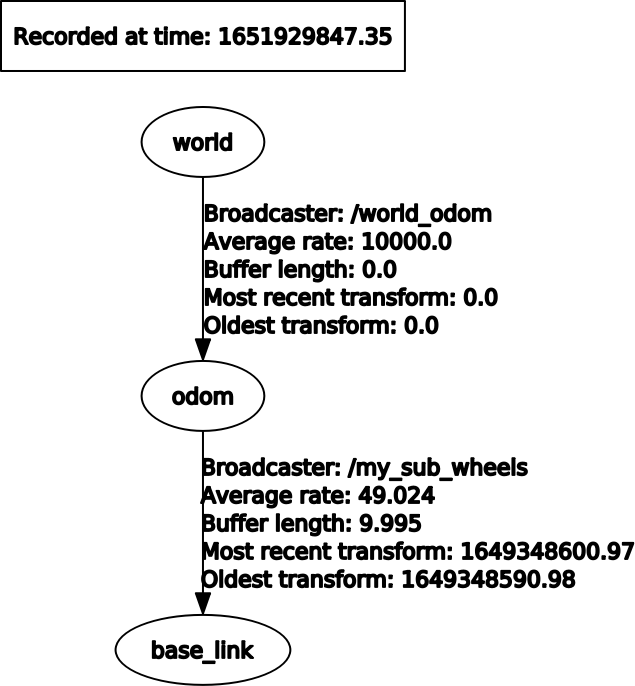 Recorded at time: 1651929847.35
world
Broadcaster: /world_odom
Average rate: 10000.0
Buffer length: 0.0
Most recent transform: 0.0
Oldest transform: 0.0
odom
Broadcaster: /my_sub_wheels
Average rate: 49.024
Buffer length: 9.995
Most recent transform: 1649348600.97
Oldest transform: 1649348590.98
base_link